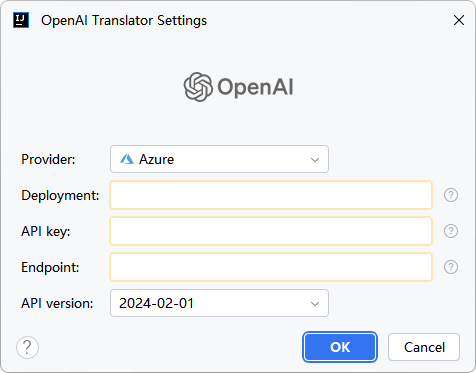 IJ
OpenAI Translator Settings
OpenAI
Provider: Azure
Deployment: ?
API key: ?
Endpoint: ?
API version: 2024-02-01
? OK Cancel